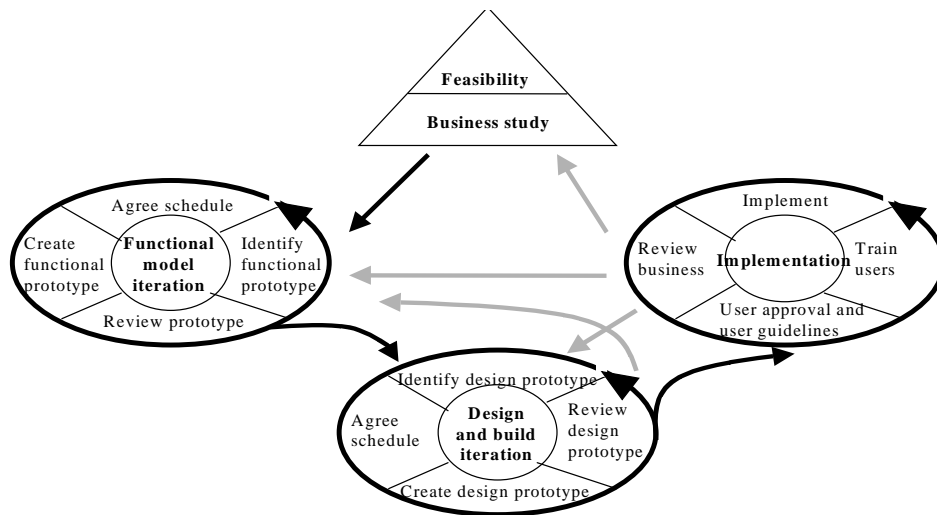 Feasibility
Business study
Agree schedule
Create
functional
prototype
Functional
model
iteration
Identify
functional
prototype
Review prototype
Implement
Review
business
Implementation
Train
users
User approval and
user guidelines
Identify design prototype
Agree
schedule
Design
and build
iteration
Review
design
prototype
Create design prototype